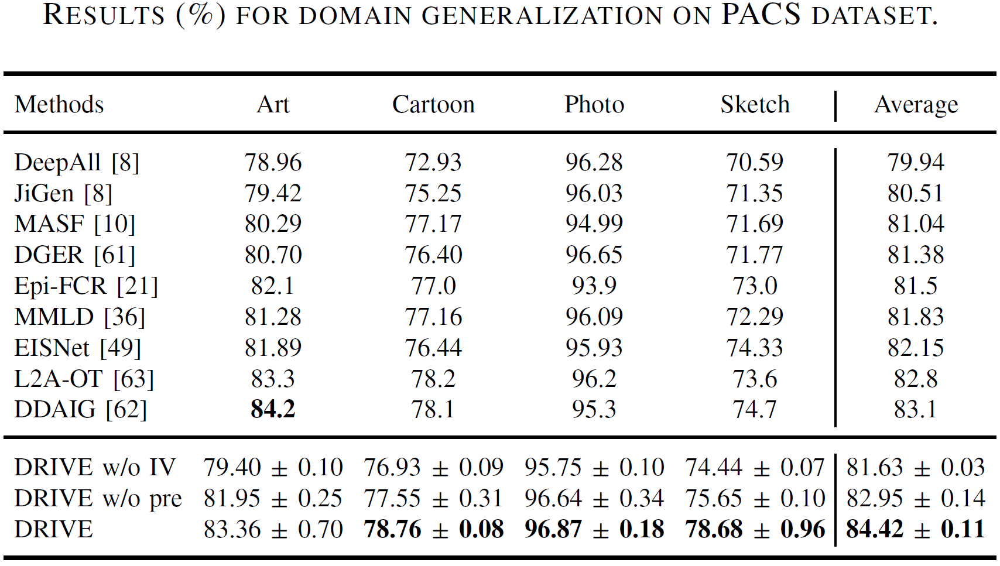 RESULTS (%) FOR DOMAIN GENERALIZATION ON PACS DATASET.
Methods Art Cartoon Photo Sketch Average
DeepAll [8] 78.96 72.93 96.28 70.59 79.94
JiGen [8] 79.42 75.25 96.03 71.35 80.51
MASF [10] 80.29 77.17 94.99 71.69 81.04
DGER [61] 80.70 76.40 96.65 71.77 81.38
Epi-FCR [21] 82.1 77.0 93.9 73.0 81.5
MMLD [36] 81.28 77.16 96.09 72.29 81.83
EISNet [49] 81.89 76.44 95.93 74.33 82.15
L2A-OT [63] 83.3 78.2 96.2 73.6 82.8
DDAIG [62] 84.2 78.1 95.3 74.7 83.1
DRIVE w/o IV 79.40 ± 0.10 76.93 ± 0.09 95.75 ± 0.10 74.44 ± 0.07 81.63 ± 0.03
DRIVE w/o pre 81.95 ± 0.25 77.55 ± 0.31 96.64 ± 0.34 75.65 ± 0.10 82.95 ± 0.14
DRIVE 83.36 ± 0.70 78.76 ± 0.08 96.87 ± 0.18 78.68 ± 0.96 84.42 ± 0.11